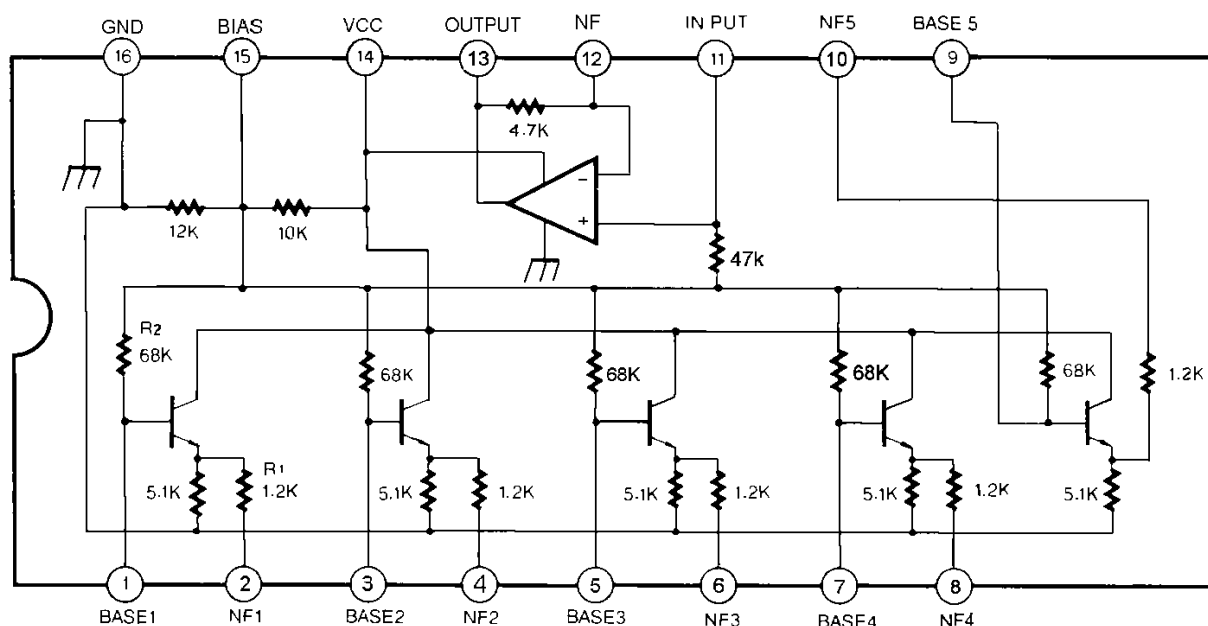 GND BIAS VCC OUTPUT NF IN PUT NF5 BASE 5
16 15 14 13 12 11 10 9
4.7K
- 
+
12K 10K
47k
R2
68K 68K 68K 68K 68K 1.2K
R1
5.1K 1.2K 5.1K 1.2K 5.1K 1.2K 5.1K 1.2K 5.1K
1 2 3 4 5 6 7 8
BASE1 NF1 BASE2 NF2 BASE3 NF3 BASE4 NF4